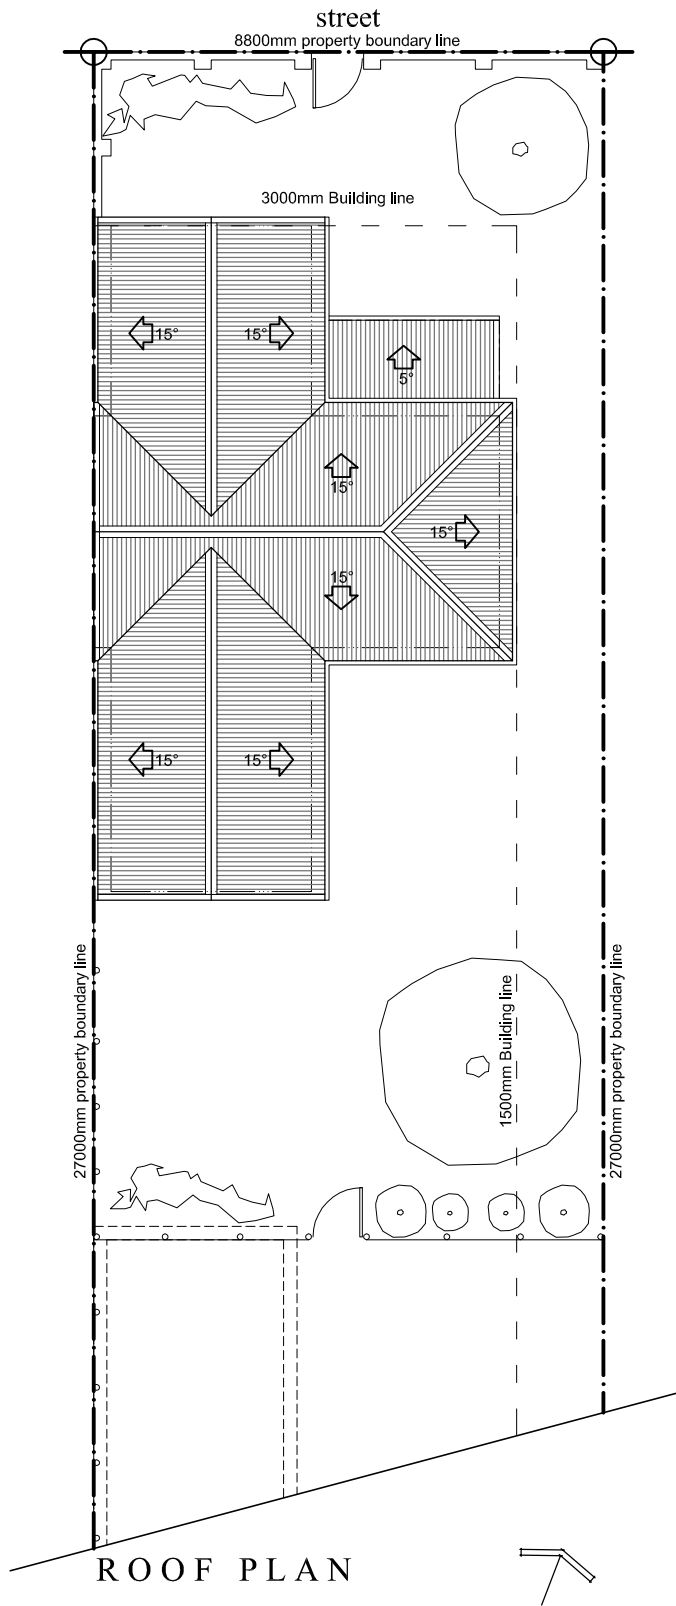 street
8800mm property boundary line
3000mm Building line
15°
15°
5°
15°
15°
15°
15°
15°
27000mm property boundary line
1500mm Building line
27000mm property boundary line
ROOF PLAN